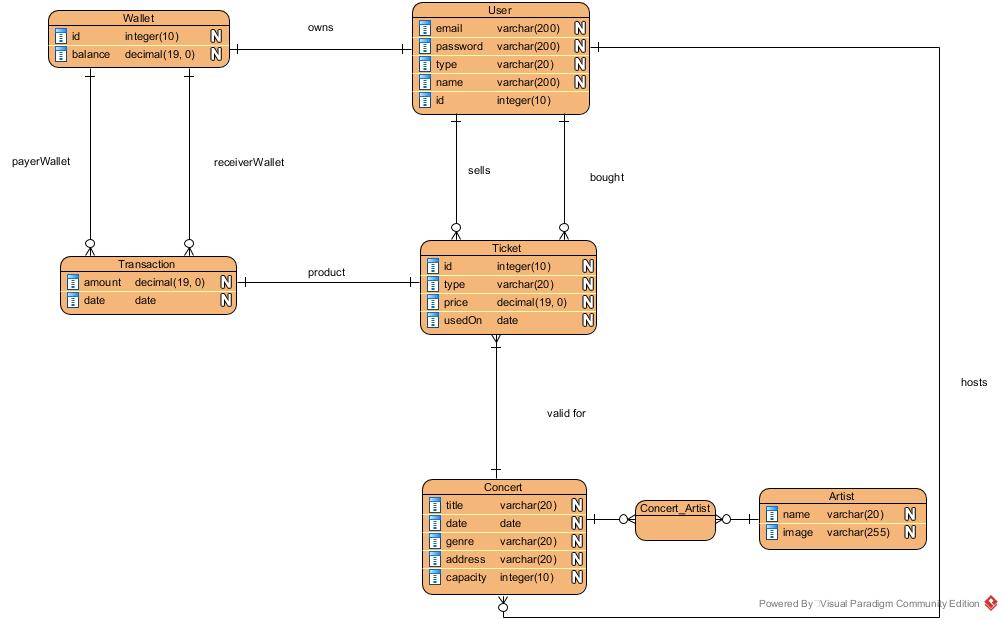 Wallet
id integer(10) N
balance decimal(19, 0) N
owns
User
email varchar(200) N
password varchar(200) N
type varchar(20) N
name varchar(200) N
id integer(10)
payerWallet
receiverWallet
sells
bought
Transaction
amount decimal(19, 0) N
date date N
product
Ticket
id integer(10) N
type varchar(20) N
price decimal(19, 0) N
usedOn date N
hosts
valid for
Concert
title varchar(20) N
date date N
genre varchar(20) N
address varchar(20) N
capacity integer(10) N
Concert_Artist
Artist
name varchar(20) N
image varchar(255) N
Powered By Visual Paradigm Community Edition